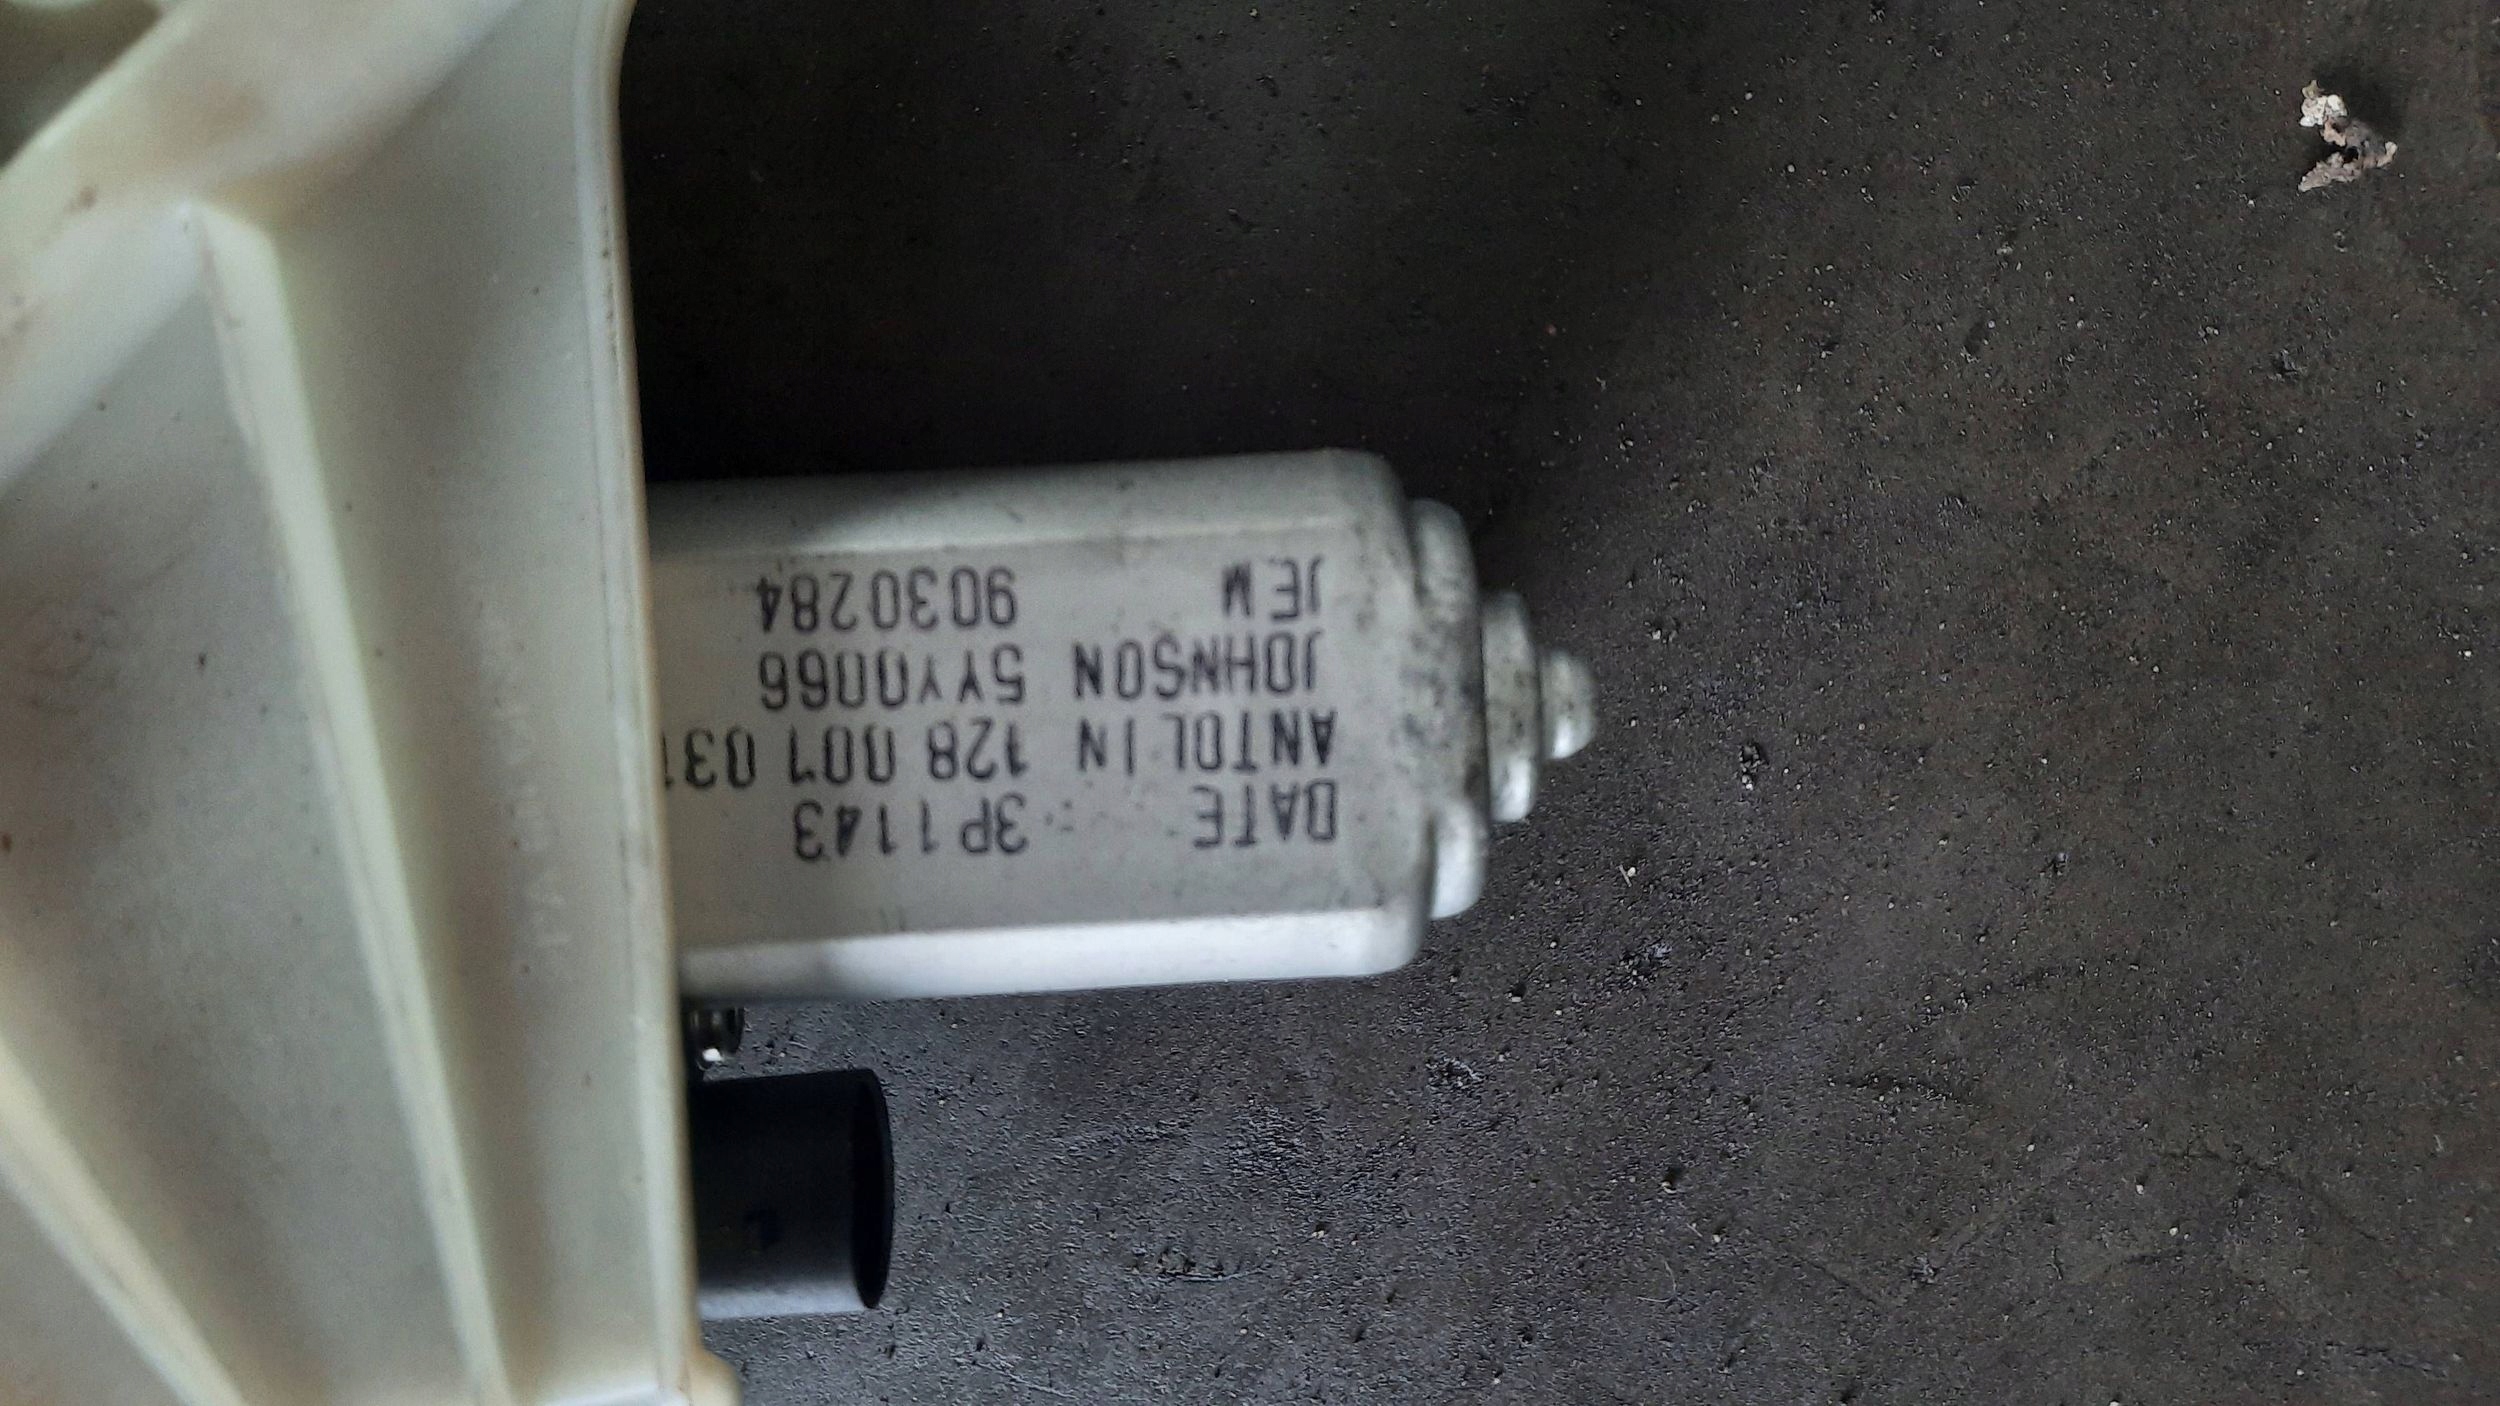 DATE 3P1143
ANTOLIN 128 001 031
JOHNSON 5Y0066
JEM 9030284